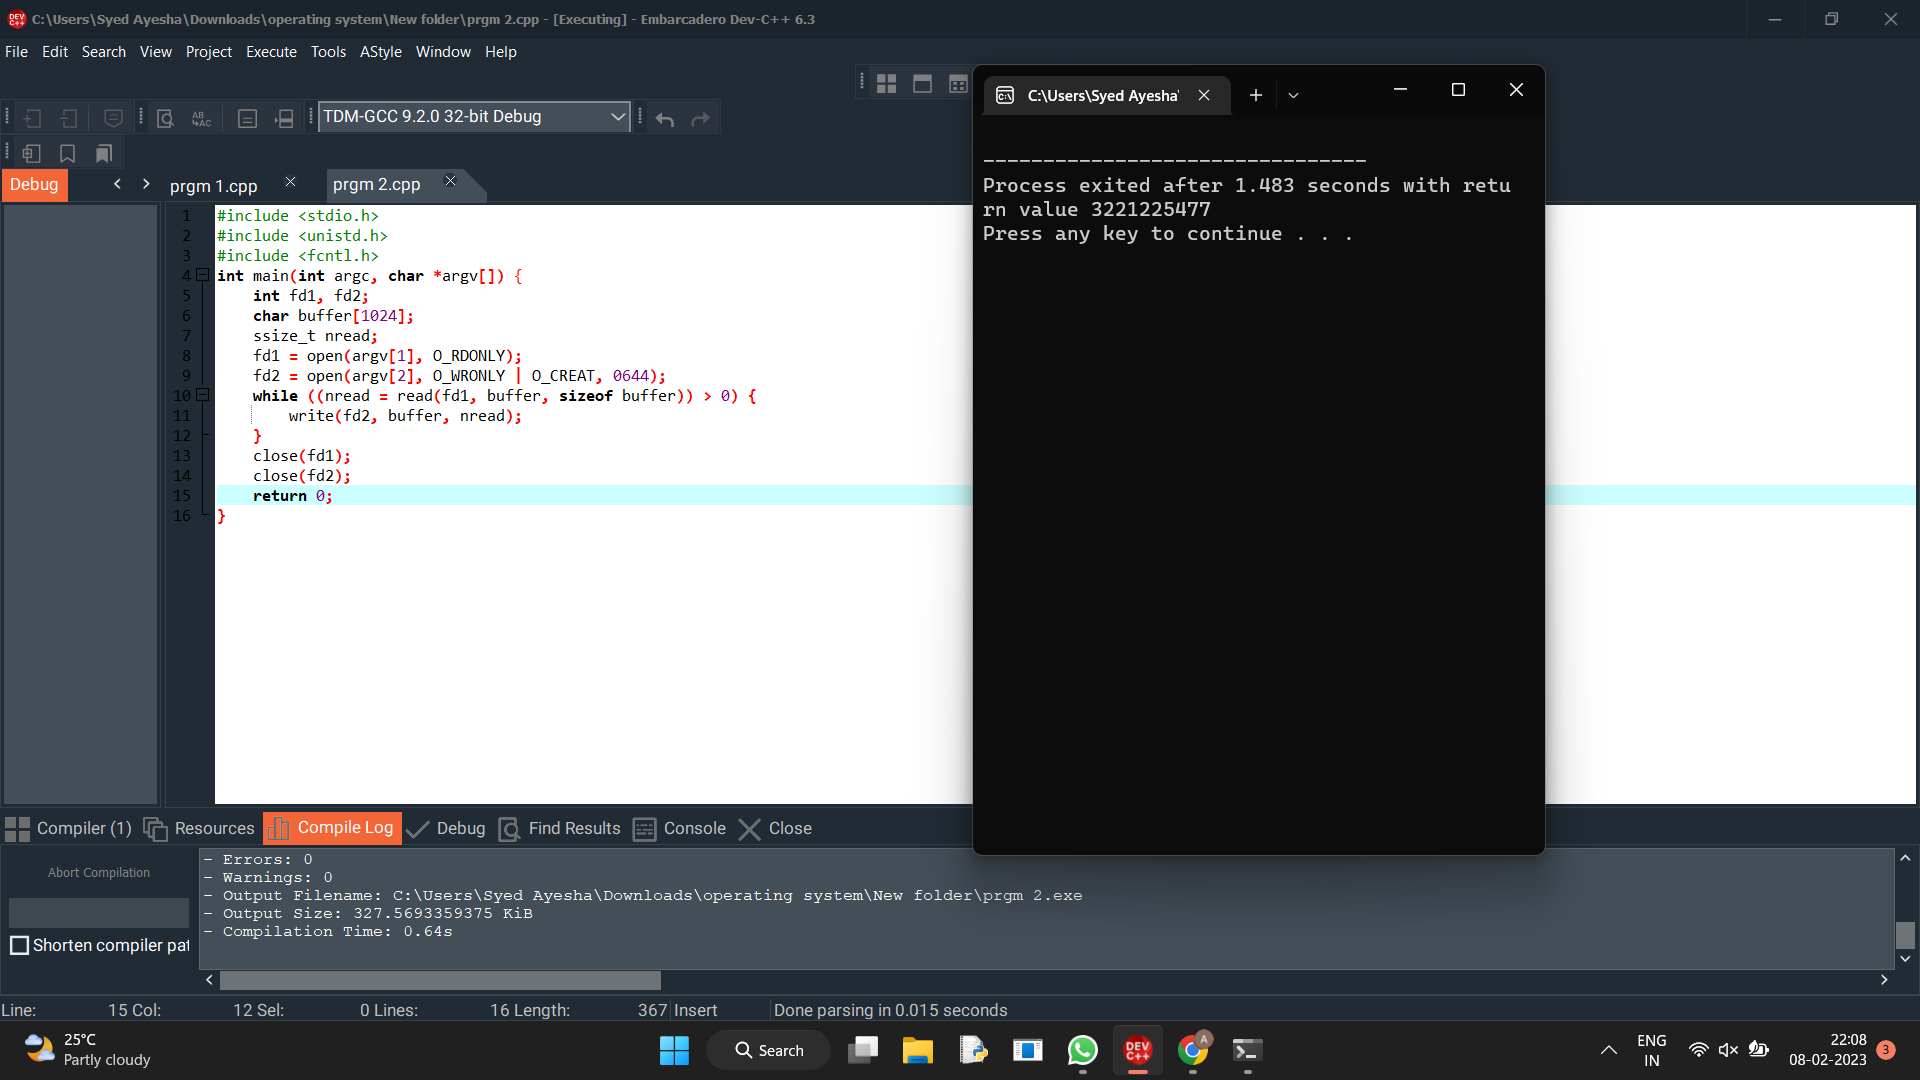 C:\Users\Syed Ayesha\Downloads\operating system\New folder\prgm 2.cpp - [Executing] - Embarcadero Dev-C++ 6.3
File Edit Search View Project Execute Tools AStyle Window Help
TDM-GCC 9.2.0 32-bit Debug
Debug
prgm 1.cpp
prgm 2.cpp
1 #include <stdio.h>
2 #include <unistd.h>
3 #include <fcntl.h>
4 int main(int argc, char *argv[]) {
5 int fd1, fd2;
6 char buffer[1024];
7 ssize_t nread;
8 fd1 = open(argv[1], O_RDONLY);
9 fd2 = open(argv[2], O_WRONLY | O_CREAT, 0644);
10 while ((nread = read(fd1, buffer, sizeof buffer)) > 0) {
11 write(fd2, buffer, nread);
12 }
13 close(fd1);
14 close(fd2);
15 return 0;
16 }
C:\Users\Syed Ayesha\
--------------------------------
Process exited after 1.483 seconds with retu
rn value 3221225477
Press any key to continue . . .
Compiler (1) Resources Compile Log Debug Find Results Console Close
Abort Compilation
Shorten compiler pat
- Errors: 0
- Warnings: 0
- Output Filename: C:\Users\Syed Ayesha\Downloads\operating system\New folder\prgm 2.exe
- Output Size: 327.5693359375 KiB
- Compilation Time: 0.64s
Line: 15 Col: 12 Sel: 0 Lines: 16 Length: 367 Insert Done parsing in 0.015 seconds
25°C
Partly cloudy
Search
DEV
C++
A
ENG
IN
22:08
08-02-2023
3